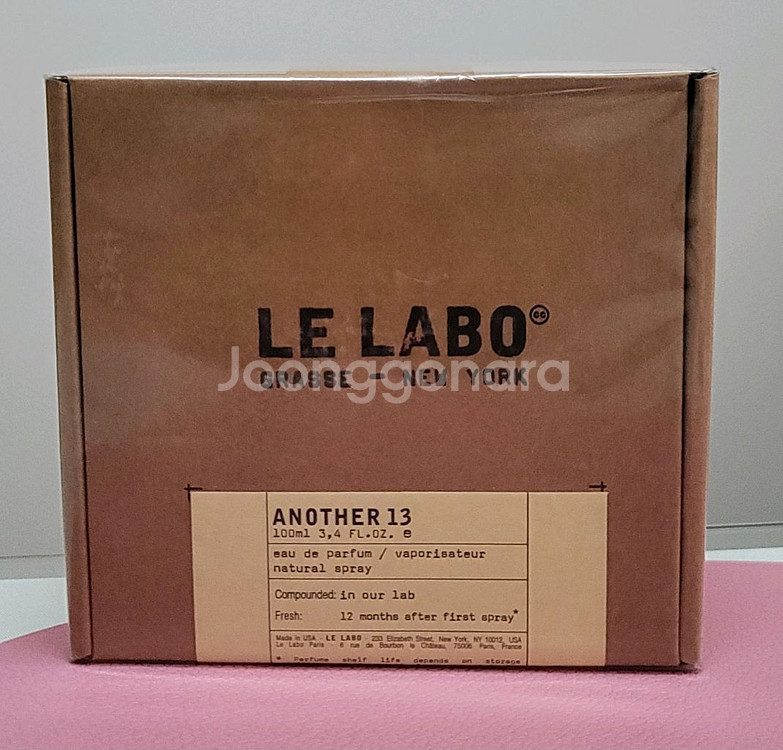 LE LABO
Joonggonara
GRASSE — NEW YORK
ANOTHER 13
100ml 3,4 FL.OZ. e
eau de parfum / vaporisateur
natural spray
Compounded: in our lab
Fresh: 12 months after first spray*
Made in USA - LE LABO - 233 Elizabeth Street, New York, NY 10012, USA
Le Labo Paris - 6 rue de Bourbon le Château, 75006 Paris, France
* Perfume shelf life depends on storage